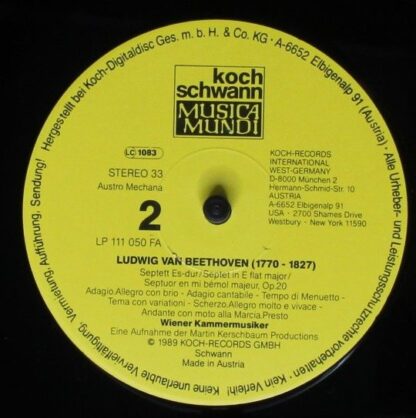 Hergestellt bei Koch-Digitaldisc Ges. m. b. H. & Co. KG · A-6652 Elbigenalp 91 (Austria) · Alle Urheber- und Leistungsschutzrechte vorbehalten · Kein Verleih! · Keine unerlaubte Vervielfältigung, Vermietung, Aufführung, Sendung!
koch
schwann
MUSICA
MUNDI
LC 1083
STEREO 33
Austro Mechana
2
LP 111 050 FA
KOCH-RECORDS
INTERNATIONAL
WEST-GERMANY
D-8000 München 2
Hermann-Schmid-Str. 10
AUSTRIA
A-6652 Elbigenalp 91
USA · 2700 Shames Drive
Westbury · New York 11590
LUDWIG VAN BEETHOVEN (1770 - 1827)
Septett Es-dur/Septet in E flat major/
Septuor en mi bémol majeur, Op.20
Adagio.Allegro con brio - Adagio cantabile - Tempo di Menuetto -
Tema con variationi - Scherzo.Allegro molto e vivace -
Andante con moto alla Marcia.Presto
Wiener Kammermusiker
Eine Aufnahme der Martin Kerschbaum Productions
© 1989 KOCH-RECORDS GMBH
Schwann
Made in Austria